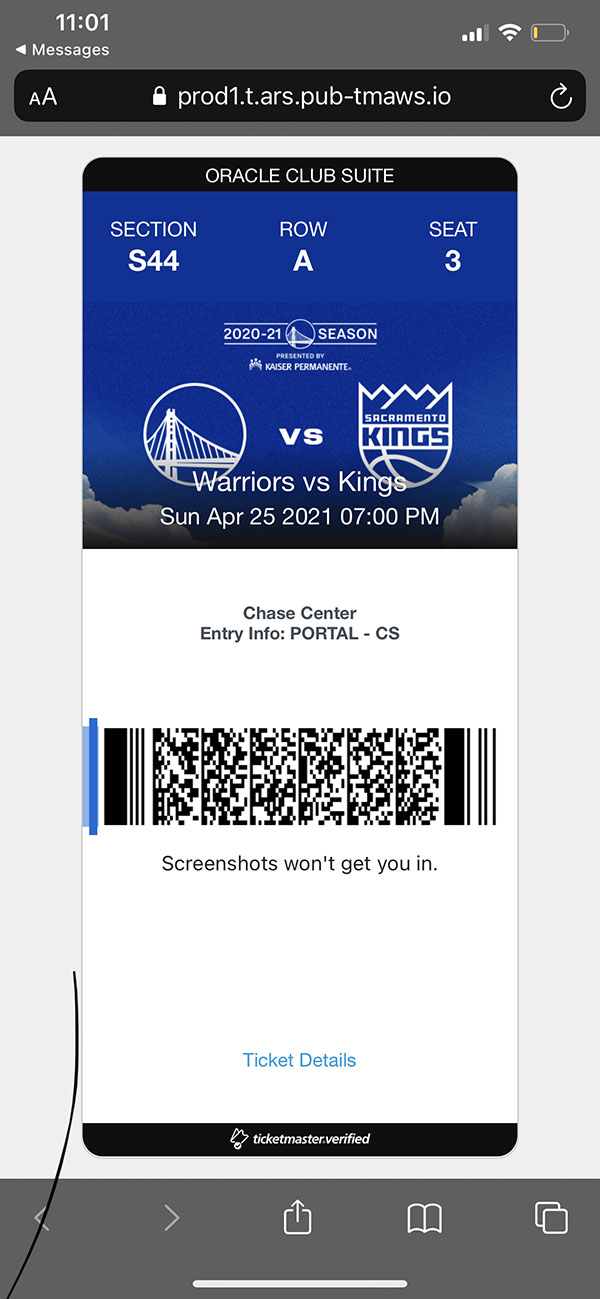 11:01
Messages
AA prod1.t.ars.pub-tmaws.io
ORACLE CLUB SUITE
SECTION ROW SEAT
S44 A 3
2020-21 SEASON
PRESENTED BY
KAISER PERMANENTE®
SACRAMENTO
VS KINGS
Warriors vs Kings
Sun Apr 25 2021 07:00 PM
Chase Center
Entry Info: PORTAL - CS
Screenshots won't get you in.
Ticket Details
ticketmaster.verified